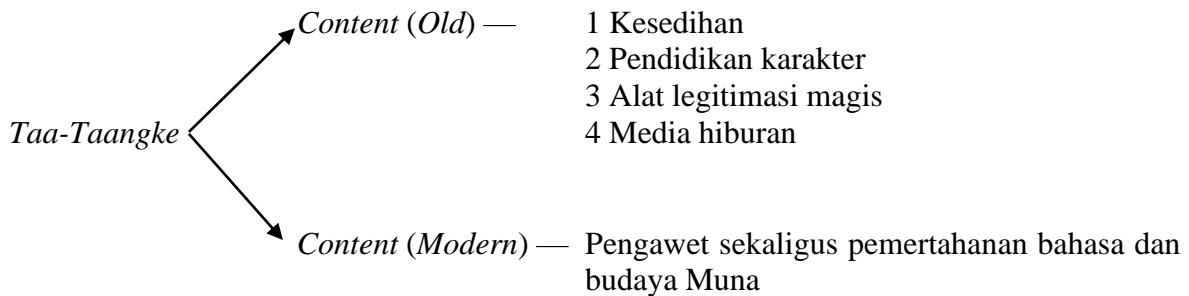 Content (Old) — 1 Kesedihan
2 Pendidikan karakter
3 Alat legitimasi magis
Taa-Taangke 4 Media hiburan
Content (Modern) — Pengawet sekaligus pemertahanan bahasa dan
budaya Muna